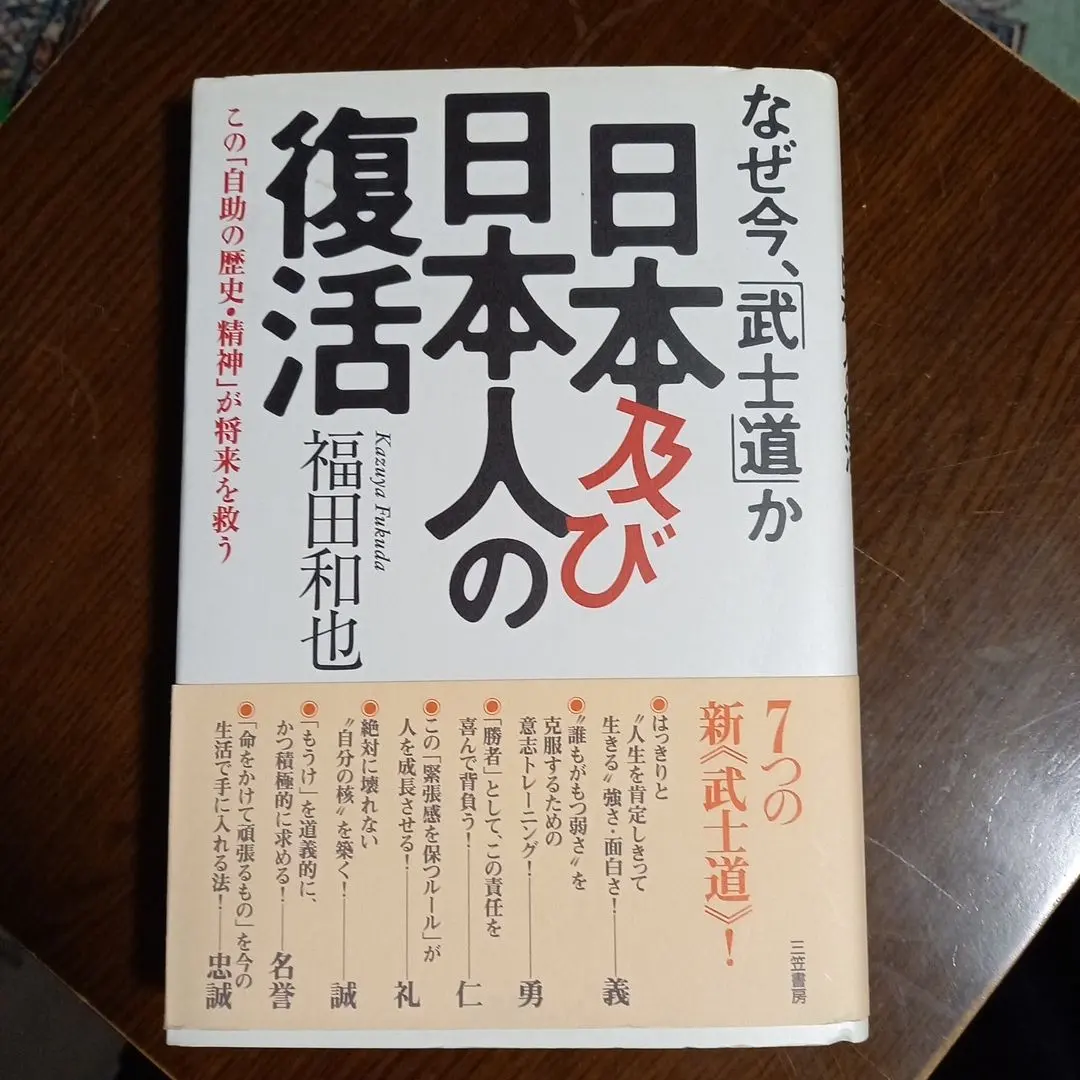 なぜ今、「武士道」か
日本及び
日本人の
復活
Kazuya Fukuda
福田和也
この「自助の歴史・精神」が将来を救う
7つの
新《武士道》!
三笠書房
●はっきりと
〝人生を肯定しきって
生きる〟強さ・面白さ!――義
●〝誰もがもつ弱さ〟を
克服するための
意志トレーニング!――勇
●「勝者」として、この責任を
喜んで背負う!――仁
●この「緊張感を保つルール」が
人を成長させる!――礼
●絶対に壊れない
〝自分の核〟を築く!――誠
●「もうけ」を道義的に、
かつ積極的に求める!――名誉
●「命をかけて頑張るもの」を今の
生活で手に入れる法!――忠誠